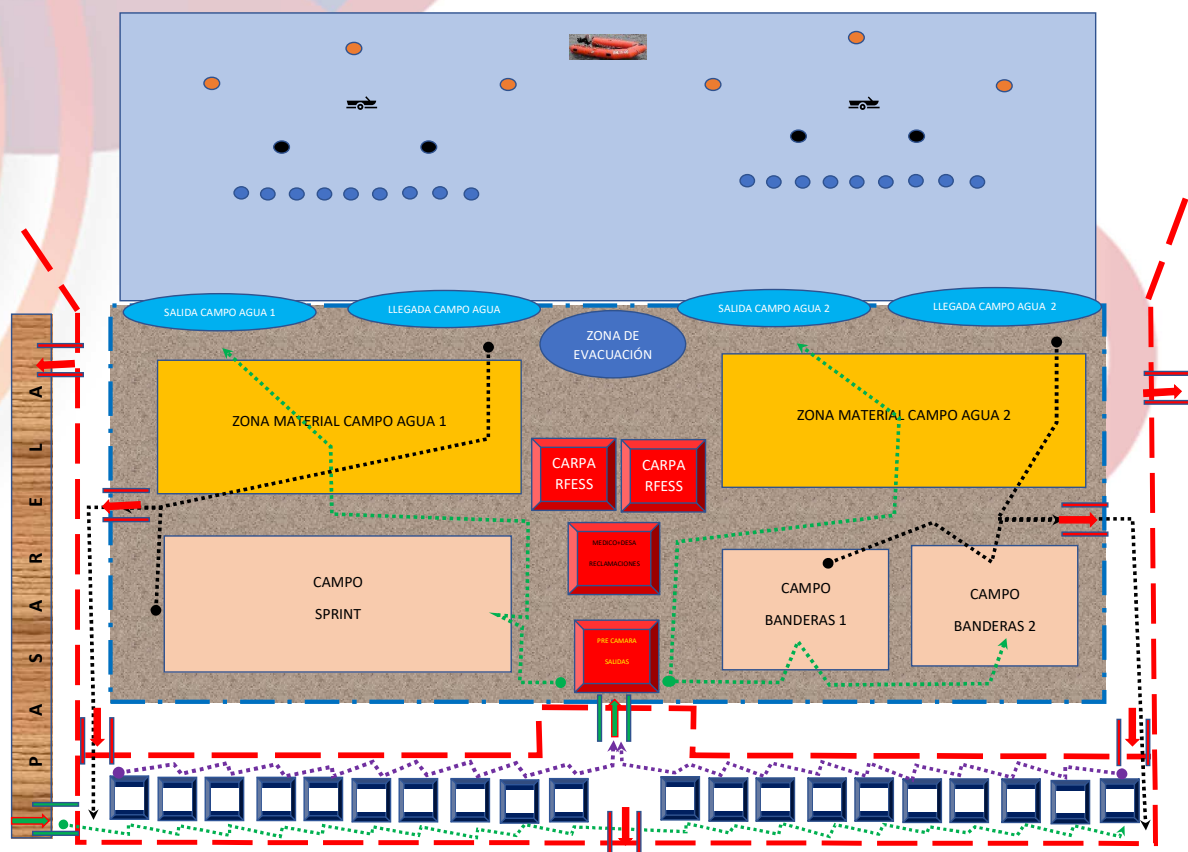 SALIDA CAMPO AGUA 1
LLEGADA CAMPO AGUA
SALIDA CAMPO AGUA 2
LLEGADA CAMPO AGUA 2
ZONA DE
EVACUACIÓN
ZONA MATERIAL CAMPO AGUA 1
ZONA MATERIAL CAMPO AGUA 2
CARPA
RFESS
CARPA
RFESS
MEDICO+DESA
RECLAMACIONES
CAMPO
SPRINT
CAMPO
BANDERAS 1
CAMPO
BANDERAS 2
PRE CAMARA
SALIDAS
PASARELA